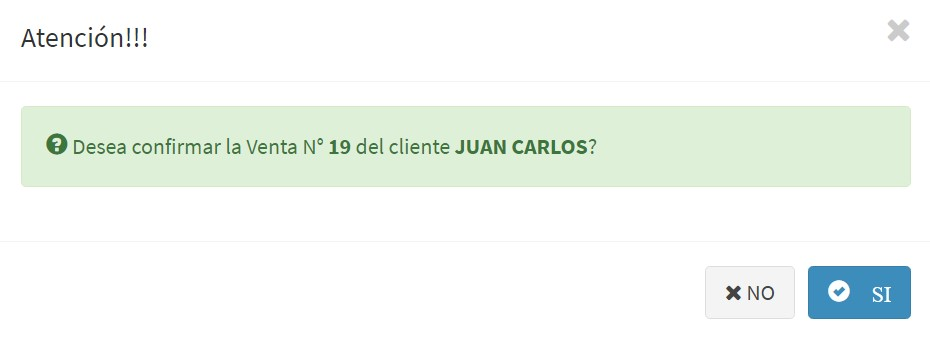 Atención!!!
Desea confirmar la Venta N° 19 del cliente JUAN CARLOS?
NO
SI